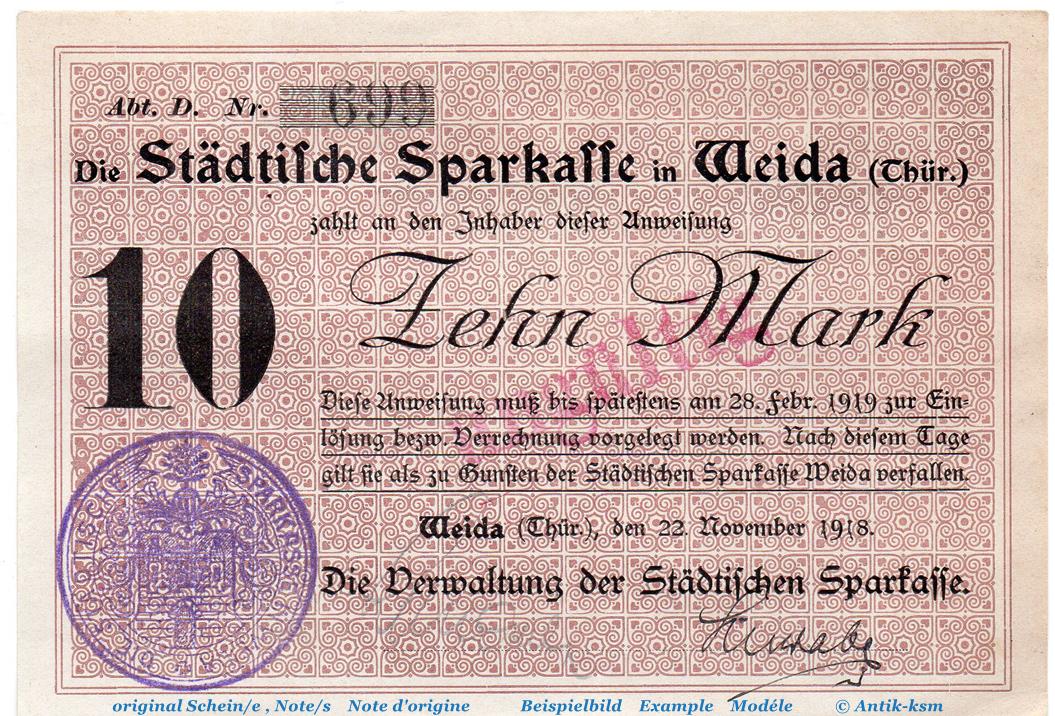 Abt. D. Nr. 699
Die Städtiſche Sparkaſſe in Weida (Thür.)
zahlt an den Inhaber dieſer Anweiſung
10 Zehn Mark
Ungültig
Dieſe Anweiſung muß bis ſpäteſtens am 28. Febr. 1919 zur Ein=
löſung bezw. Verrechnung vorgelegt werden. Nach dieſem Tage
gilt ſie als zu Gunſten der Städtiſchen Sparkaſſe Weida verfallen.
Weida (Thür.), den 22. November 1918.
Die Verwaltung der Städtiſchen Sparkaſſe.
SPARKASSE
original Schein/e , Note/s Note d'origine Beispielbild Example Modéle © Antik-ksm